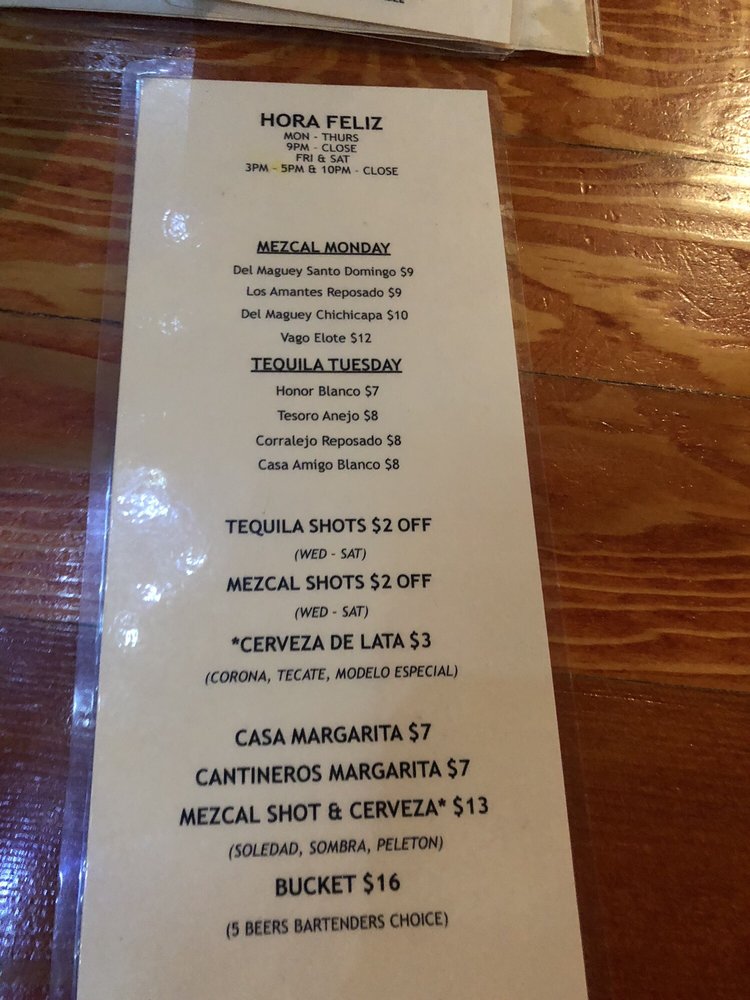 HORA FELIZ
MON - THURS
9PM - CLOSE
FRI & SAT
3PM - 5PM & 10PM - CLOSE
MEZCAL MONDAY
Del Maguey Santo Domingo $9
Los Amantes Reposado $9
Del Maguey Chichicapa $10
Vago Elote $12
TEQUILA TUESDAY
Honor Blanco $7
Tesoro Anejo $8
Corralejo Reposado $8
Casa Amigo Blanco $8
TEQUILA SHOTS $2 OFF
(WED - SAT)
MEZCAL SHOTS $2 OFF
(WED - SAT)
*CERVEZA DE LATA $3
(CORONA, TECATE, MODELO ESPECIAL)
CASA MARGARITA $7
CANTINEROS MARGARITA $7
MEZCAL SHOT & CERVEZA* $13
(SOLEDAD, SOMBRA, PELETON)
BUCKET $16
(5 BEERS BARTENDERS CHOICE)